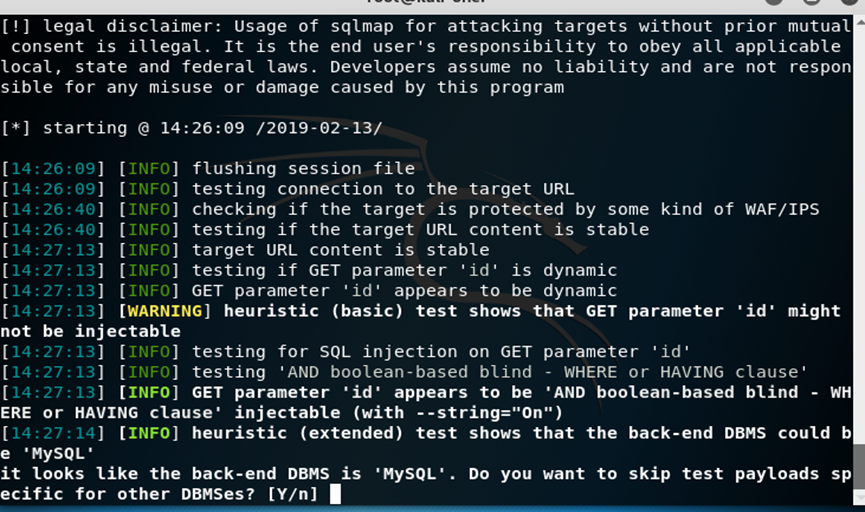 [!] legal disclaimer: Usage of sqlmap for attacking targets without prior mutual
 consent is illegal. It is the end user's responsibility to obey all applicable
local, state and federal laws. Developers assume no liability and are not respon
sible for any misuse or damage caused by this program
[*] starting @ 14:26:09 /2019-02-13/
[14:26:09] [INFO] flushing session file
[14:26:09] [INFO] testing connection to the target URL
[14:26:40] [INFO] checking if the target is protected by some kind of WAF/IPS
[14:26:40] [INFO] testing if the target URL content is stable
[14:27:13] [INFO] target URL content is stable
[14:27:13] [INFO] testing if GET parameter 'id' is dynamic
[14:27:13] [INFO] GET parameter 'id' appears to be dynamic
[14:27:13] [WARNING] heuristic (basic) test shows that GET parameter 'id' might
not be injectable
[14:27:13] [INFO] testing for SQL injection on GET parameter 'id'
[14:27:13] [INFO] testing 'AND boolean-based blind - WHERE or HAVING clause'
[14:27:13] [INFO] GET parameter 'id' appears to be 'AND boolean-based blind - WH
ERE or HAVING clause' injectable (with --string="On")
[14:27:14] [INFO] heuristic (extended) test shows that the back-end DBMS could b
e 'MySQL'
it looks like the back-end DBMS is 'MySQL'. Do you want to skip test payloads sp
ecific for other DBMSes? [Y/n]